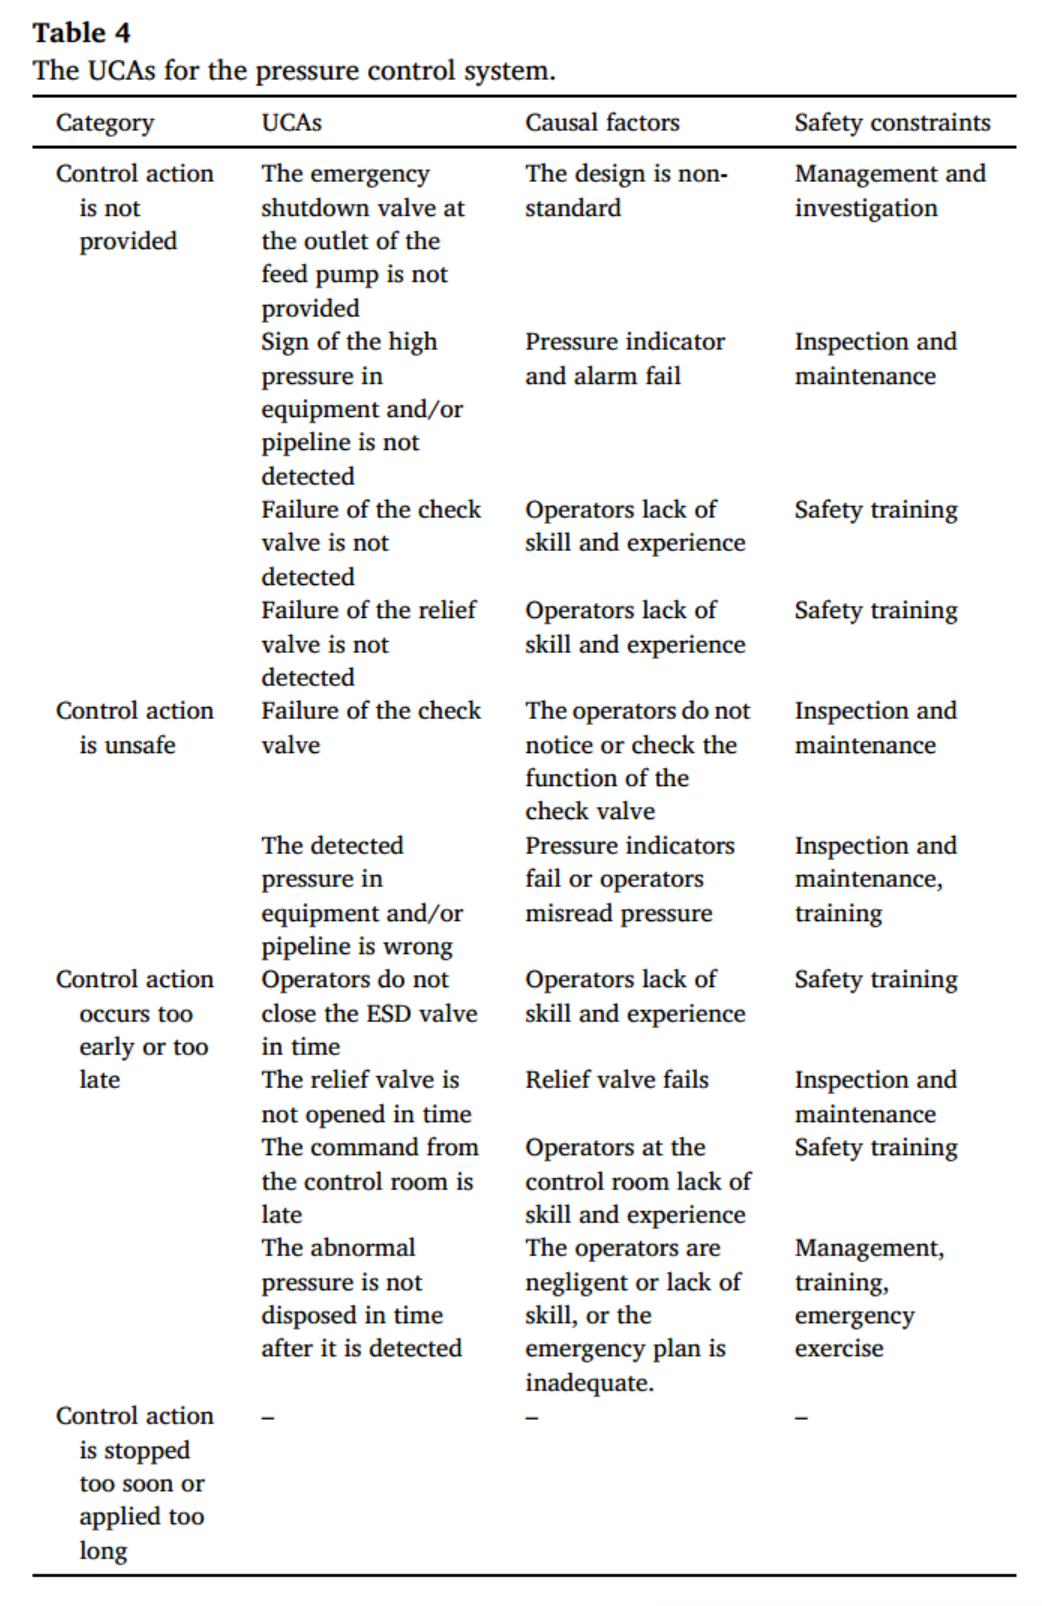 Table 4
The UCAs for the pressure control system.
Category UCAs Causal factors Safety constraints
Control action The emergency The design is non- Management and
is not shutdown valve at standard investigation
provided the outlet of the
feed pump is not
provided
Sign of the high Pressure indicator Inspection and
pressure in and alarm fail maintenance
equipment and/or
pipeline is not
detected
Failure of the check Operators lack of Safety training
valve is not skill and experience
detected
Failure of the relief Operators lack of Safety training
valve is not skill and experience
detected
Control action Failure of the check The operators do not Inspection and
is unsafe valve notice or check the maintenance
function of the
check valve
The detected Pressure indicators Inspection and
pressure in fail or operators maintenance,
equipment and/or misread pressure training
pipeline is wrong
Control action Operators do not Operators lack of Safety training
occurs too close the ESD valve skill and experience
early or too in time
late The relief valve is Relief valve fails Inspection and
not opened in time maintenance
The command from Operators at the Safety training
the control room is control room lack of
late skill and experience
The abnormal The operators are Management,
pressure is not negligent or lack of training,
disposed in time skill, or the emergency
after it is detected emergency plan is exercise
inadequate.
Control action – – –
is stopped
too soon or
applied too
long